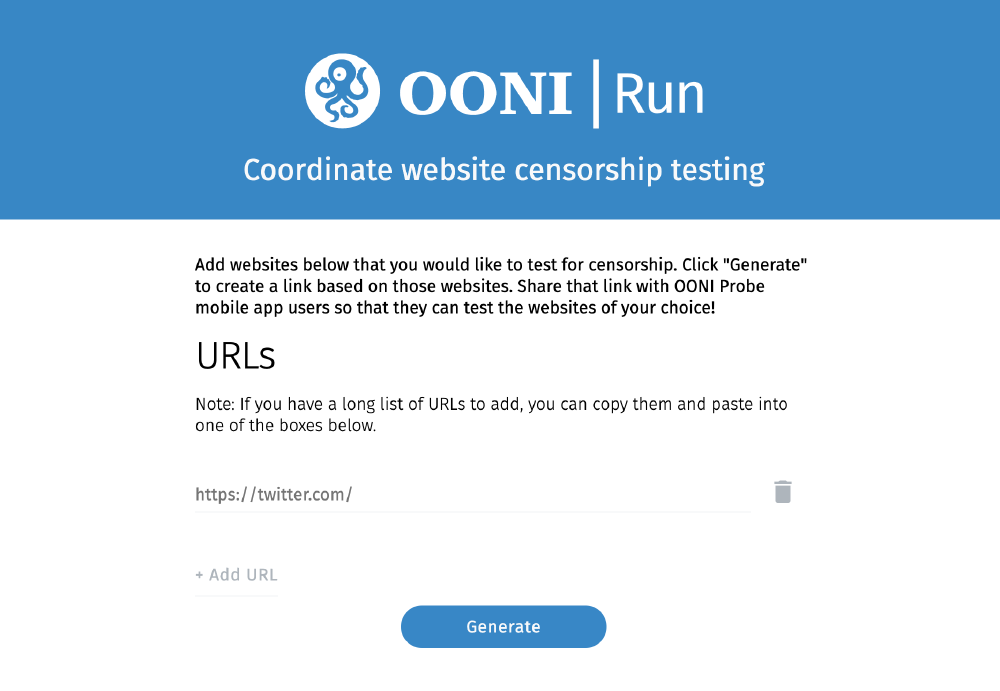 OONI | Run
Coordinate website censorship testing
Add websites below that you would like to test for censorship. Click "Generate"
to create a link based on those websites. Share that link with OONI Probe
mobile app users so that they can test the websites of your choice!
URLs
Note: If you have a long list of URLs to add, you can copy them and paste into
one of the boxes below.
https://twitter.com/
+ Add URL
Generate